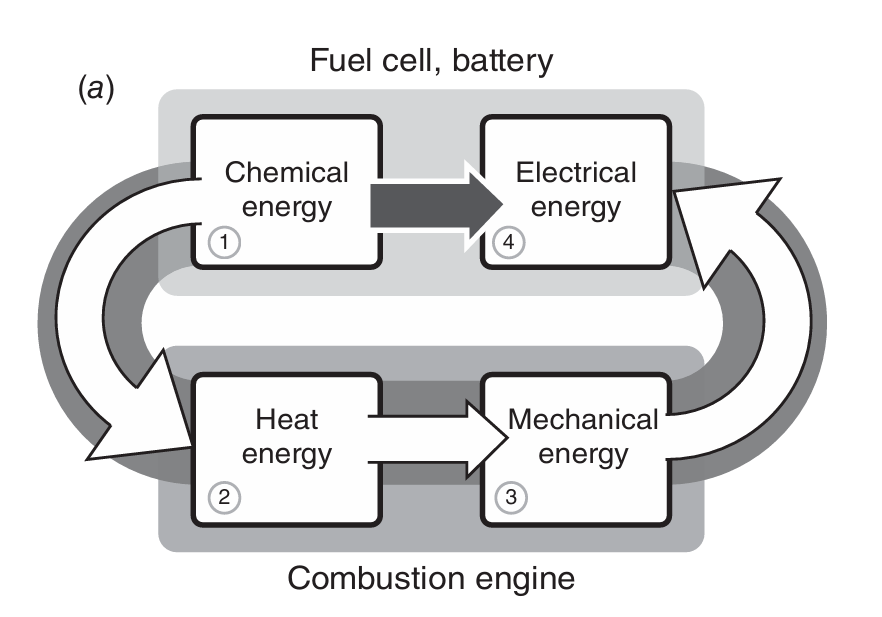 Fuel cell, battery
(a)
Chemical
energy
1
Electrical
energy
4
Heat
energy
2
Mechanical
energy
3
Combustion engine